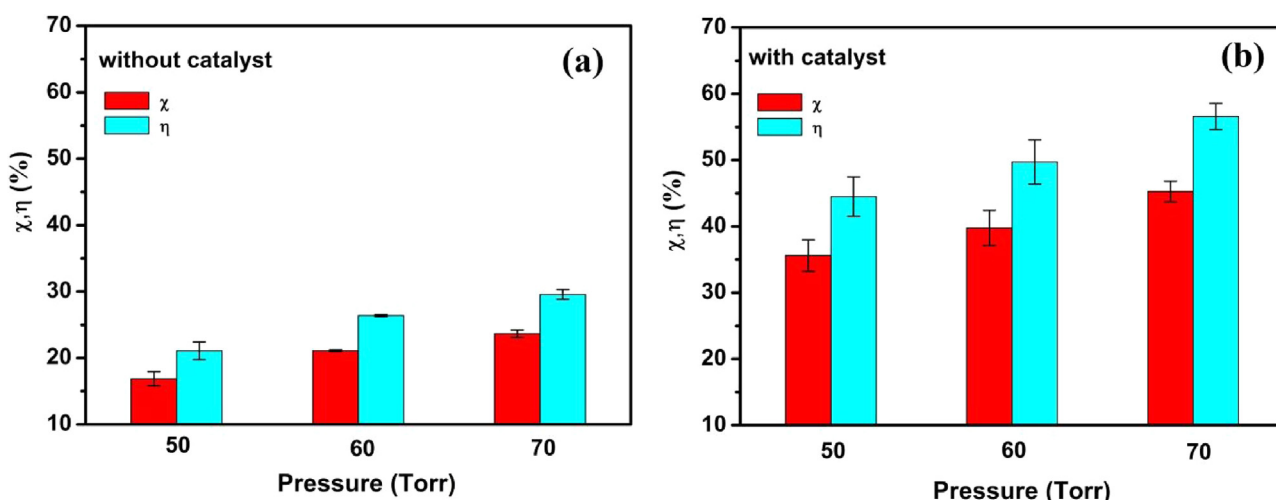 70
60
50
40
30
20
10
χ,η (%)
without catalyst
(a)
χ
η
50
60
70
Pressure (Torr)
70
60
50
40
30
20
10
χ,η (%)
with catalyst
(b)
χ
η
50
60
70
Pressure (Torr)